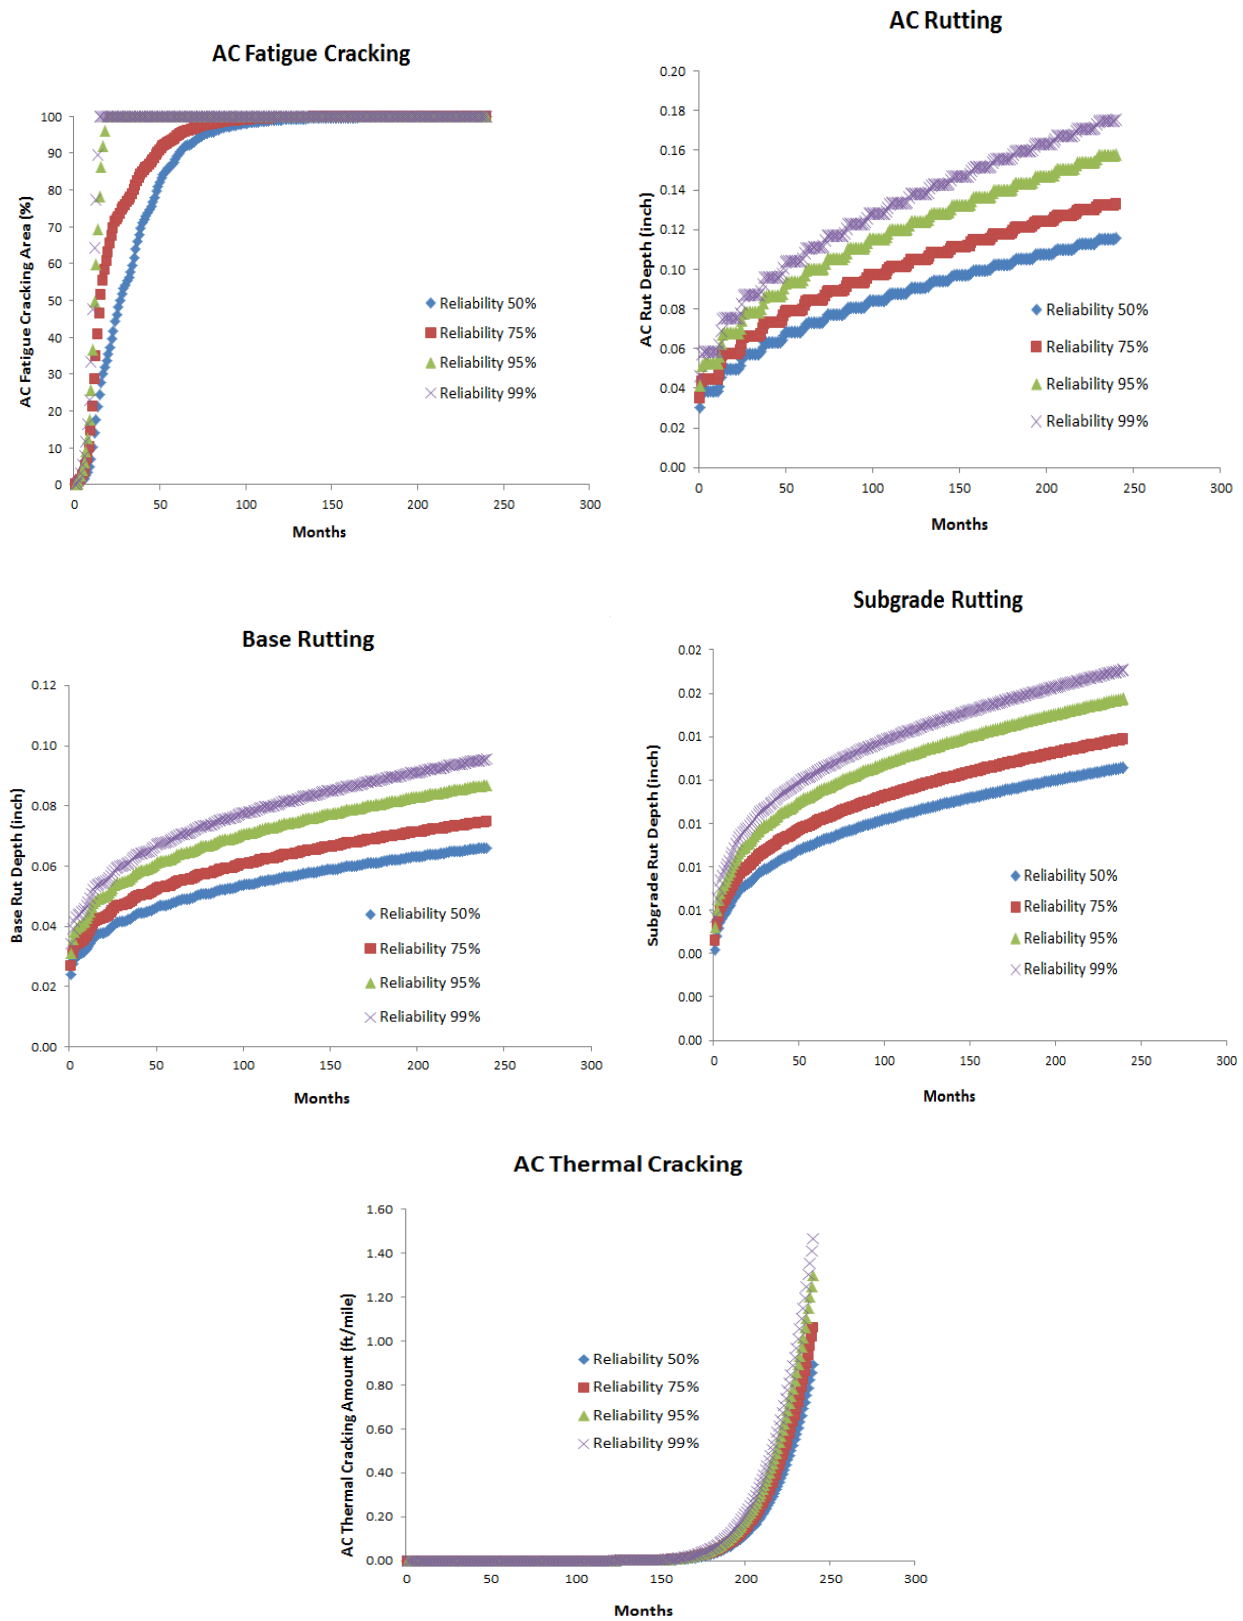 AC Fatigue Cracking
100
90
80
70
60
50
40
30
20
10
0
AC Fatigue Cracking Area (%)
0 50 100 150 200 250 300
Months
Reliability 50%
Reliability 75%
Reliability 95%
Reliability 99%
AC Rutting
0.20
0.18
0.16
0.14
0.12
0.10
0.08
0.06
0.04
0.02
0.00
AC Rut Depth (inch)
0 50 100 150 200 250 300
Months
Reliability 50%
Reliability 75%
Reliability 95%
Reliability 99%
Base Rutting
0.12
0.10
0.08
0.06
0.04
0.02
0.00
Base Rut Depth (inch)
0 50 100 150 200 250 300
Months
Reliability 50%
Reliability 75%
Reliability 95%
Reliability 99%
Subgrade Rutting
0.02
0.02
0.01
0.01
0.01
0.01
0.01
0.00
0.00
0.00
Subgrade Rut Depth (inch)
0 50 100 150 200 250 300
Months
Reliability 50%
Reliability 75%
Reliability 95%
Reliability 99%
AC Thermal Cracking
1.60
1.40
1.20
1.00
0.80
0.60
0.40
0.20
0.00
AC Thermal Cracking Amount (ft/mile)
0 50 100 150 200 250 300
Months
Reliability 50%
Reliability 75%
Reliability 95%
Reliability 99%